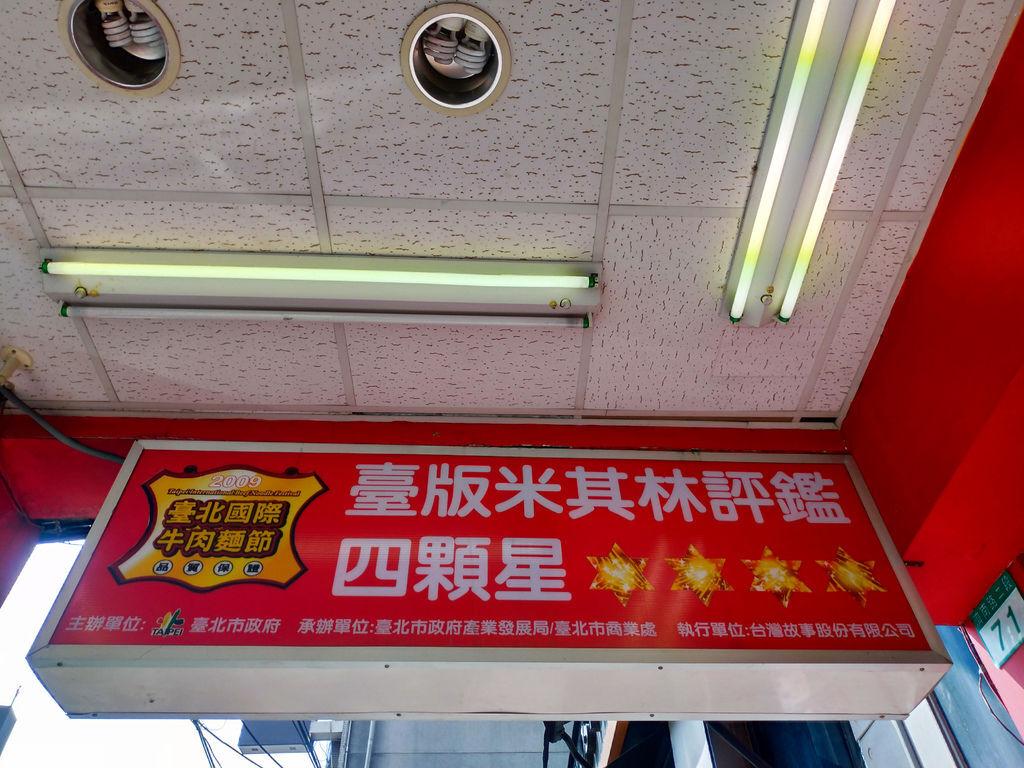 2009
Taipei International Beef Noodle Festival
臺北國際
牛肉麵節
品質保證
臺版米其林評鑑
四顆星
主辦單位: TAIPEI 臺北市政府 承辦單位:臺北市政府產業發展局/臺北市商業處 執行單位:台灣故事股份有限公司
71